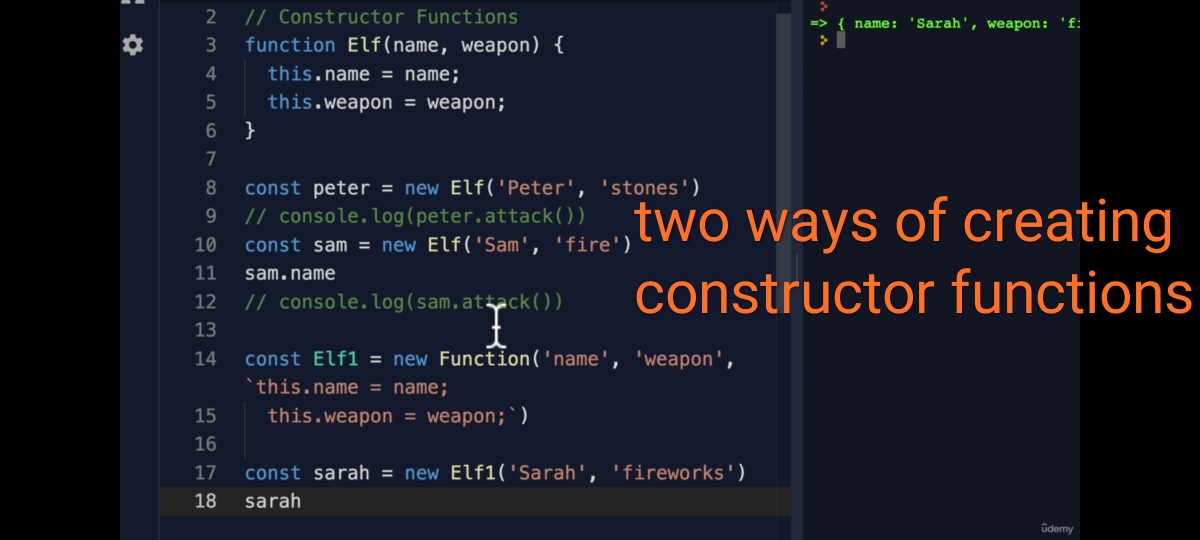 2 // Constructor Functions
3 function Elf(name, weapon) {
4 this.name = name;
5 this.weapon = weapon;
6 }
7
8 const peter = new Elf('Peter', 'stones')
9 // console.log(peter.attack())
10 const sam = new Elf('Sam', 'fire')
11 sam.name
12 // console.log(sam.attack())
13
14 const Elf1 = new Function('name', 'weapon',
`this.name = name;
15 this.weapon = weapon;`)
16
17 const sarah = new Elf1('Sarah', 'fireworks')
18 sarah
=> { name: 'Sarah', weapon: 'fi
two ways of creating
constructor functions
ûdemy